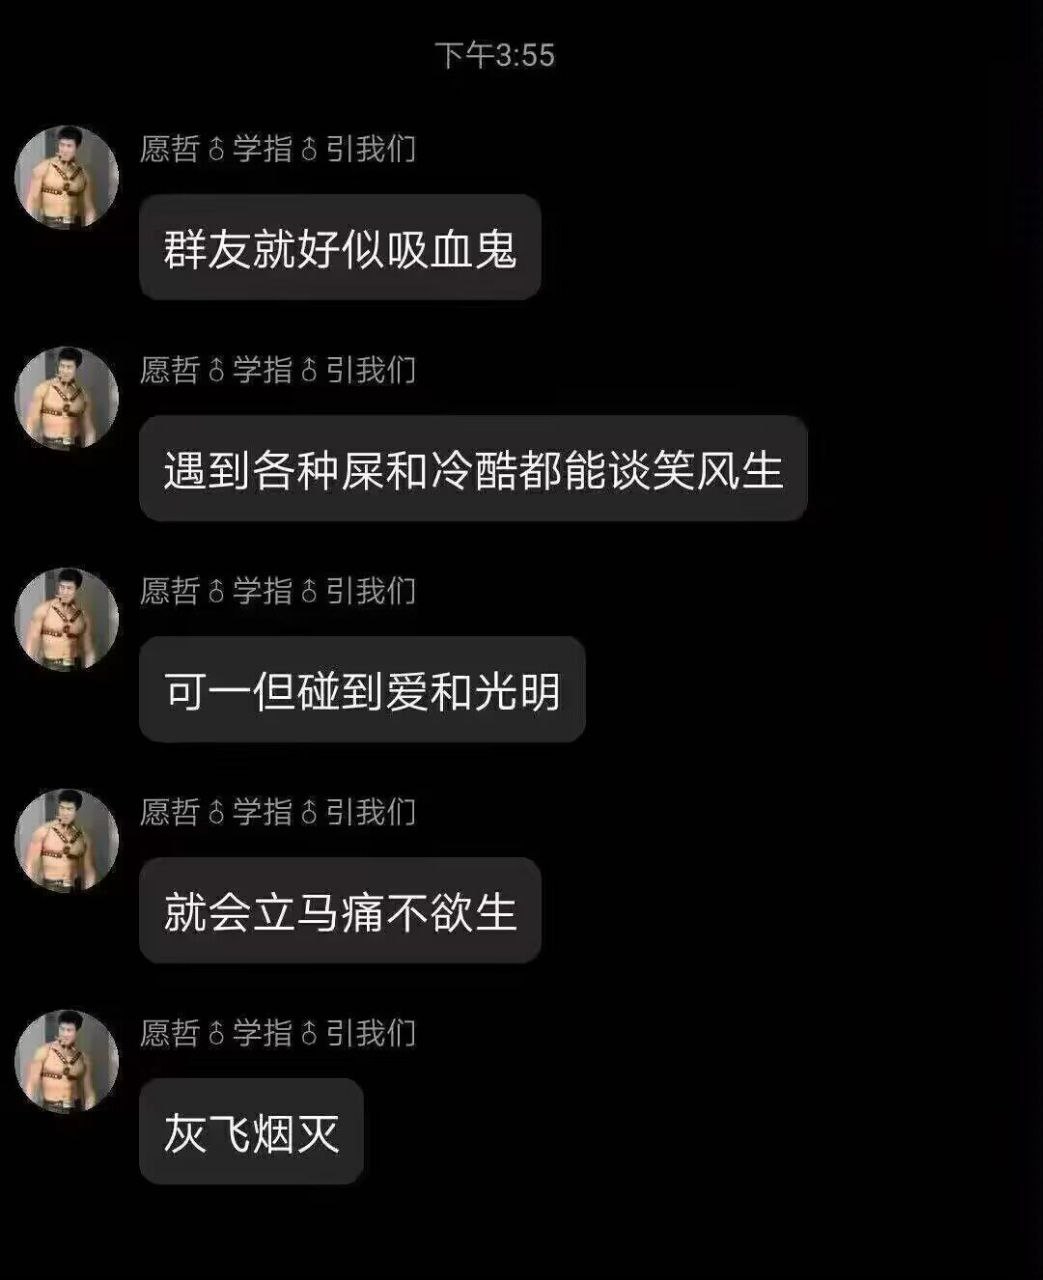 下午3:55
愿哲♂学指♂引我们
群友就好似吸血鬼
愿哲♂学指♂引我们
遇到各种屎和冷酷都能谈笑风生
愿哲♂学指♂引我们
可一但碰到爱和光明
愿哲♂学指♂引我们
就会立马痛不欲生
愿哲♂学指♂引我们
灰飞烟灭